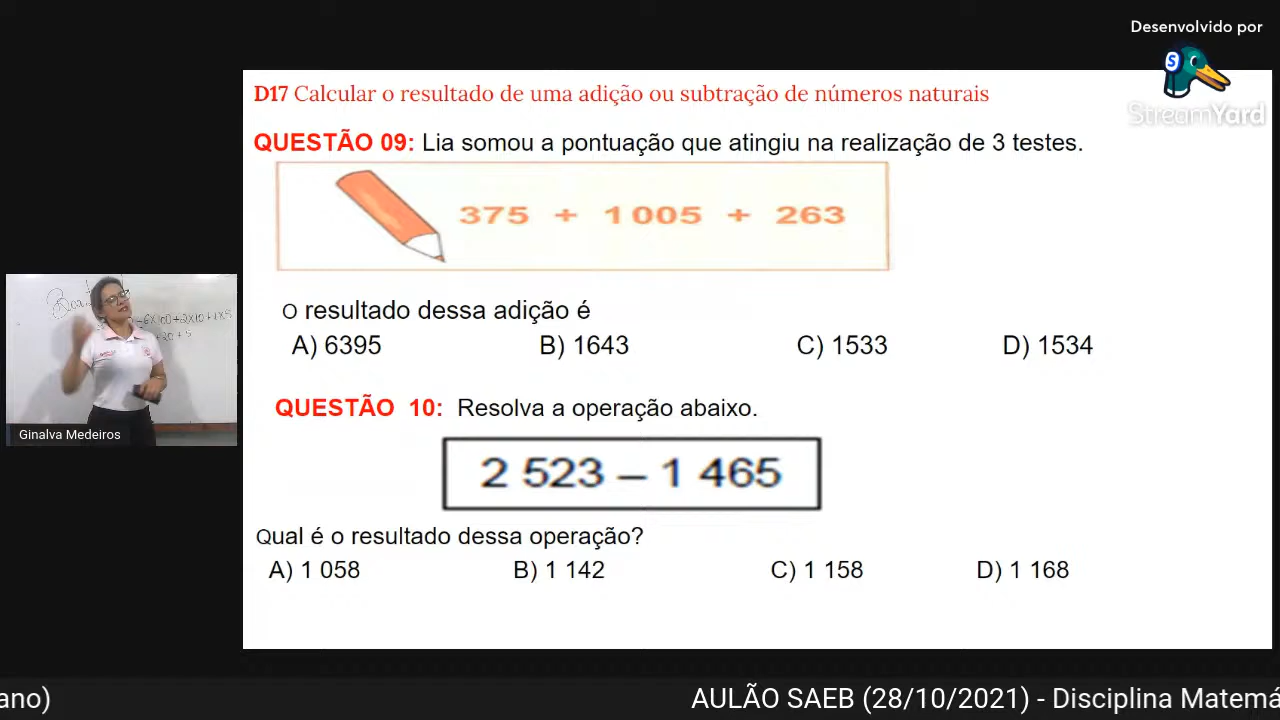 Desenvolvido por
S
StreamYard
D17 Calcular o resultado de uma adição ou subtração de números naturais
QUESTÃO 09: Lia somou a pontuação que atingiu na realização de 3 testes.
375 + 1005 + 263
O resultado dessa adição é
A) 6395 B) 1643 C) 1533 D) 1534
QUESTÃO 10: Resolva a operação abaixo.
2 523 – 1 465
Qual é o resultado dessa operação?
A) 1 058 B) 1 142 C) 1 158 D) 1 168
Ginalva Medeiros
ano) AULÃO SAEB (28/10/2021) - Disciplina Matemá